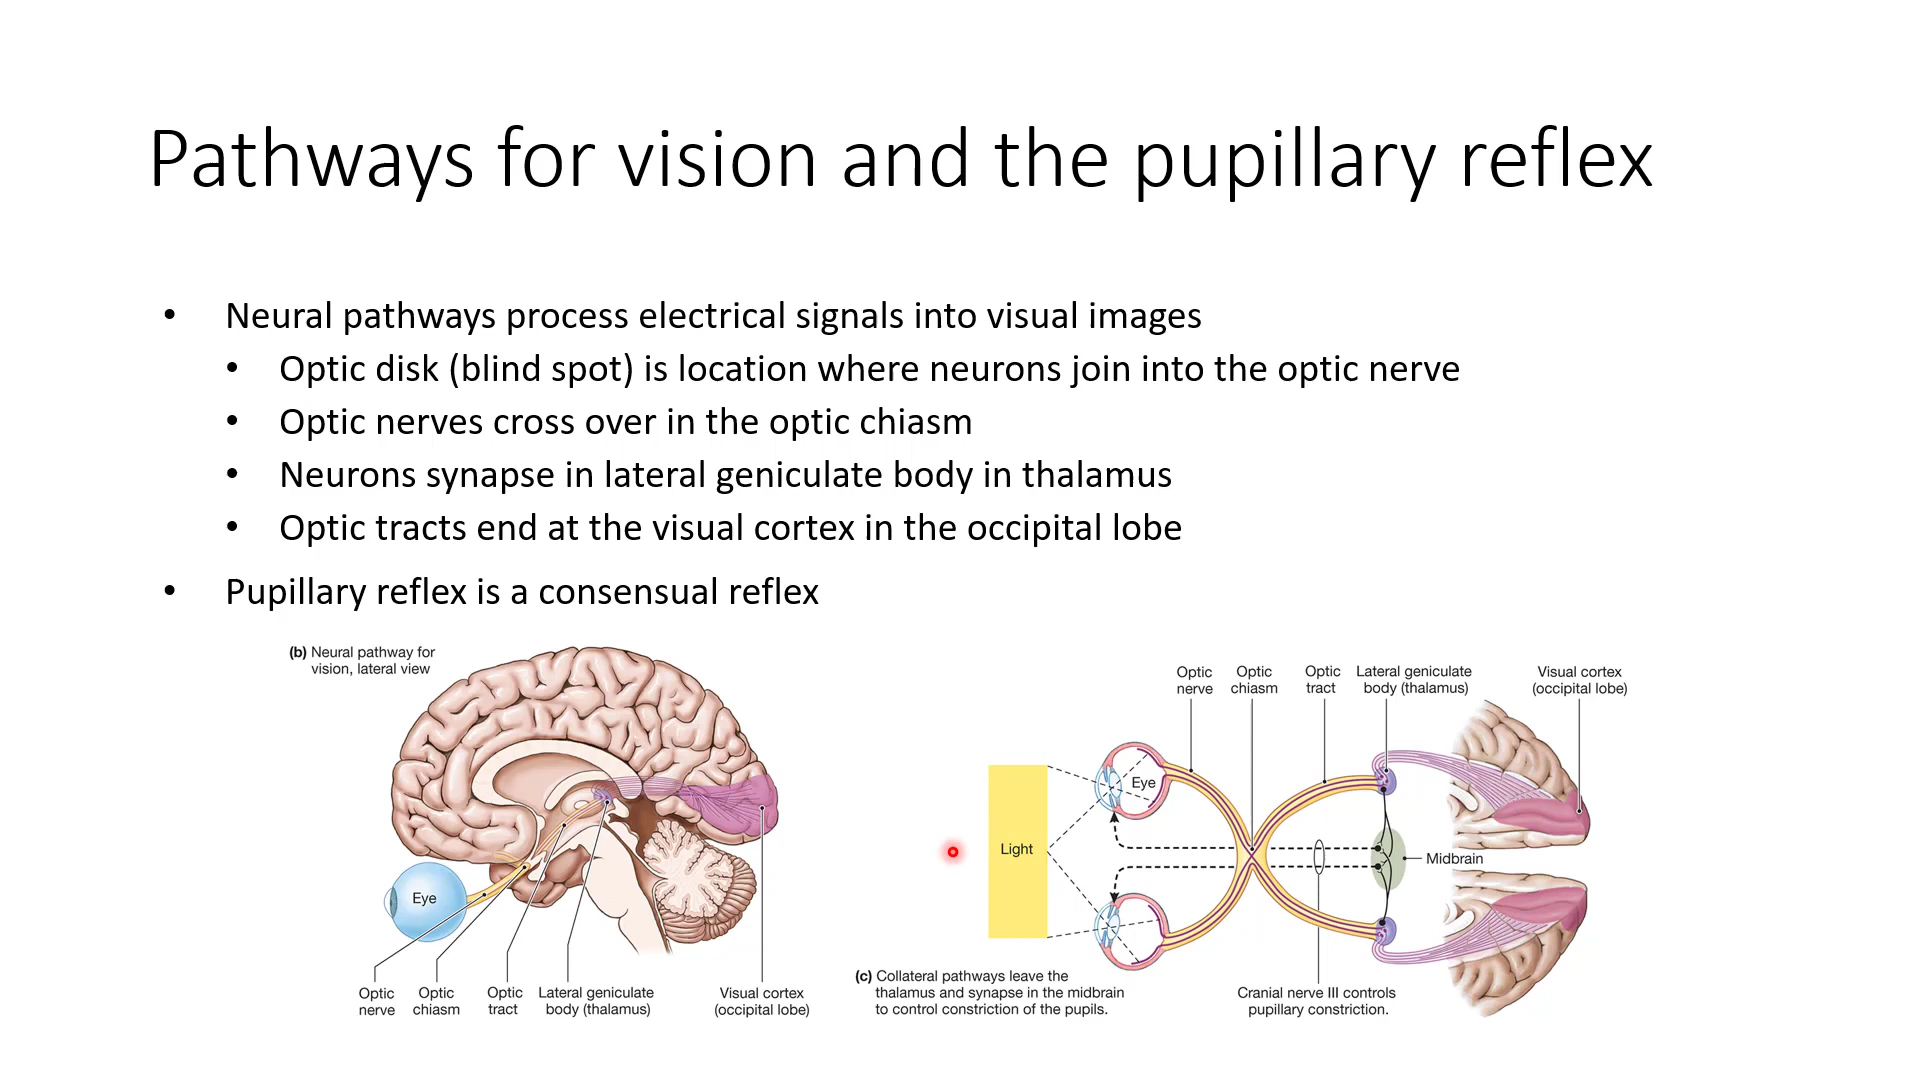 Pathways for vision and the pupillary reflex
• Neural pathways process electrical signals into visual images
• Optic disk (blind spot) is location where neurons join into the optic nerve
• Optic nerves cross over in the optic chiasm
• Neurons synapse in lateral geniculate body in thalamus
• Optic tracts end at the visual cortex in the occipital lobe
• Pupillary reflex is a consensual reflex
(b) Neural pathway for
vision, lateral view
Eye
Optic
nerve
Optic
chiasm
Optic
tract
Lateral geniculate
body (thalamus)
Visual cortex
(occipital lobe)
Optic
nerve
Optic
chiasm
Optic
tract
Lateral geniculate
body (thalamus)
Visual cortex
(occipital lobe)
Eye
Light
Midbrain
(c) Collateral pathways leave the
thalamus and synapse in the midbrain
to control constriction of the pupils.
Cranial nerve III controls
pupillary constriction.